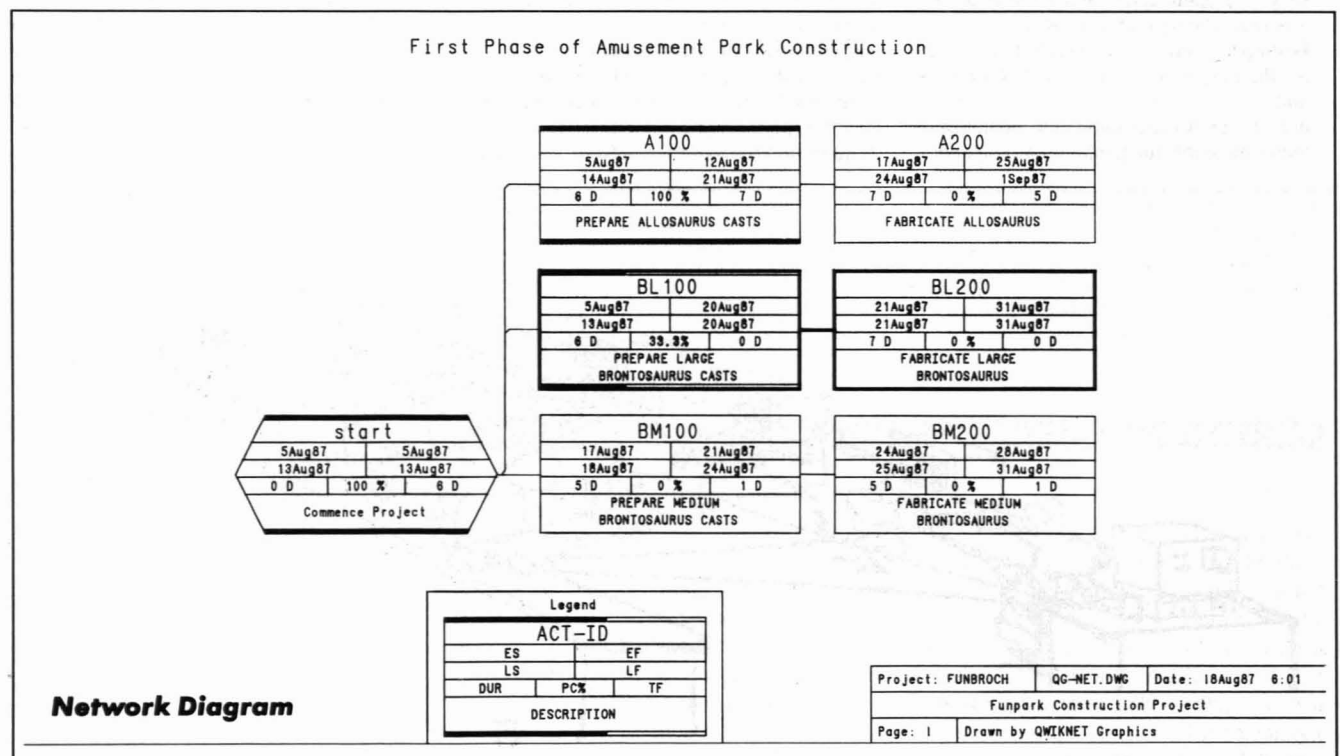 First Phase of Amusement Park Construction
A100
5Aug87 12Aug87
14Aug87 21Aug87
6 D 100 % 7 D
PREPARE ALLOSAURUS CASTS
A200
17Aug87 25Aug87
24Aug87 1Sep87
7 D 0 % 5 D
FABRICATE ALLOSAURUS
BL100
5Aug87 20Aug87
13Aug87 20Aug87
6 D 33.3% 0 D
PREPARE LARGE
BRONTOSAURUS CASTS
BL200
21Aug87 31Aug87
21Aug87 31Aug87
7 D 0 % 0 D
FABRICATE LARGE
BRONTOSAURUS
start
5Aug87 5Aug87
13Aug87 13Aug87
0 D 100 % 6 D
Commence Project
BM100
17Aug87 21Aug87
18Aug87 24Aug87
5 D 0 % 1 D
PREPARE MEDIUM
BRONTOSAURUS CASTS
BM200
24Aug87 28Aug87
25Aug87 31Aug87
5 D 0 % 1 D
FABRICATE MEDIUM
BRONTOSAURUS
Legend
ACT-ID
ES EF
LS LF
DUR PC% TF
DESCRIPTION
Network Diagram
Project: FUNBROCH QG-NET.DWG Date: 18Aug87 6:01
Funpark Construction Project
Page: 1 Drawn by QWIKNET Graphics